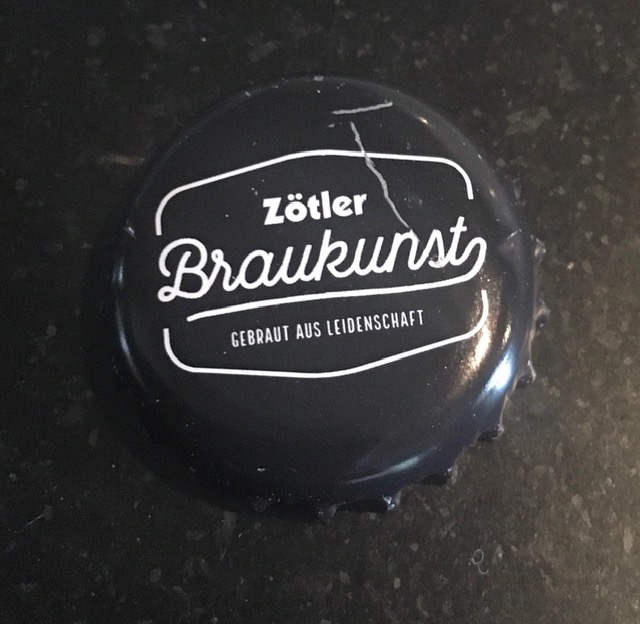 Zötler
Braukunst
GEBRAUT AUS LEIDENSCHAFT